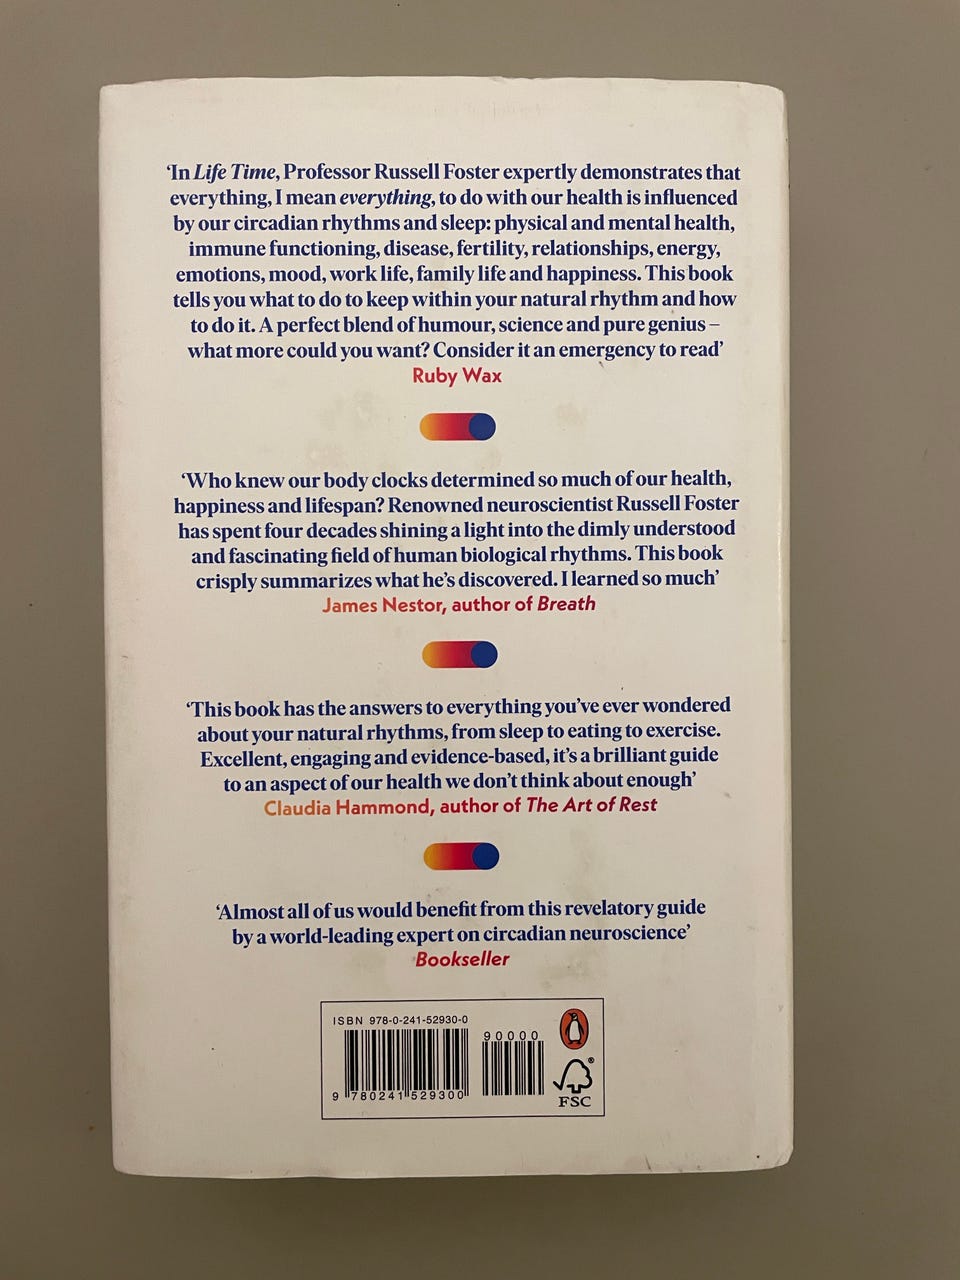 ‘In Life Time, Professor Russell Foster expertly demonstrates that
everything, I mean everything, to do with our health is influenced
by our circadian rhythms and sleep: physical and mental health,
immune functioning, disease, fertility, relationships, energy,
emotions, mood, work life, family life and happiness. This book
tells you what to do to keep within your natural rhythm and how
to do it. A perfect blend of humour, science and pure genius –
what more could you want? Consider it an emergency to read’
Ruby Wax
‘Who knew our body clocks determined so much of our health,
happiness and lifespan? Renowned neuroscientist Russell Foster
has spent four decades shining a light into the dimly understood
and fascinating field of human biological rhythms. This book
crisply summarizes what he’s discovered. I learned so much’
James Nestor, author of Breath
‘This book has the answers to everything you’ve ever wondered
about your natural rhythms, from sleep to eating to exercise.
Excellent, engaging and evidence-based, it’s a brilliant guide
to an aspect of our health we don’t think about enough’
Claudia Hammond, author of The Art of Rest
‘Almost all of us would benefit from this revelatory guide
by a world-leading expert on circadian neuroscience’
Bookseller
ISBN 978-0-241-52930-0
90000
9 780241 529300
®
FSC